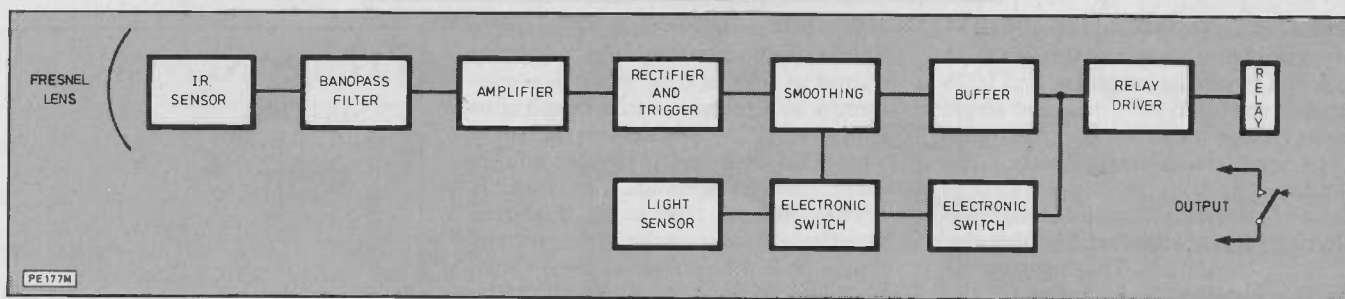 FRESNEL
LENS
I.R.
SENSOR
BANDPASS
FILTER
AMPLIFIER
RECTIFIER
AND
TRIGGER
SMOOTHING
BUFFER
RELAY
DRIVER
RELAY
LIGHT
SENSOR
ELECTRONIC
SWITCH
ELECTRONIC
SWITCH
OUTPUT
PE177M